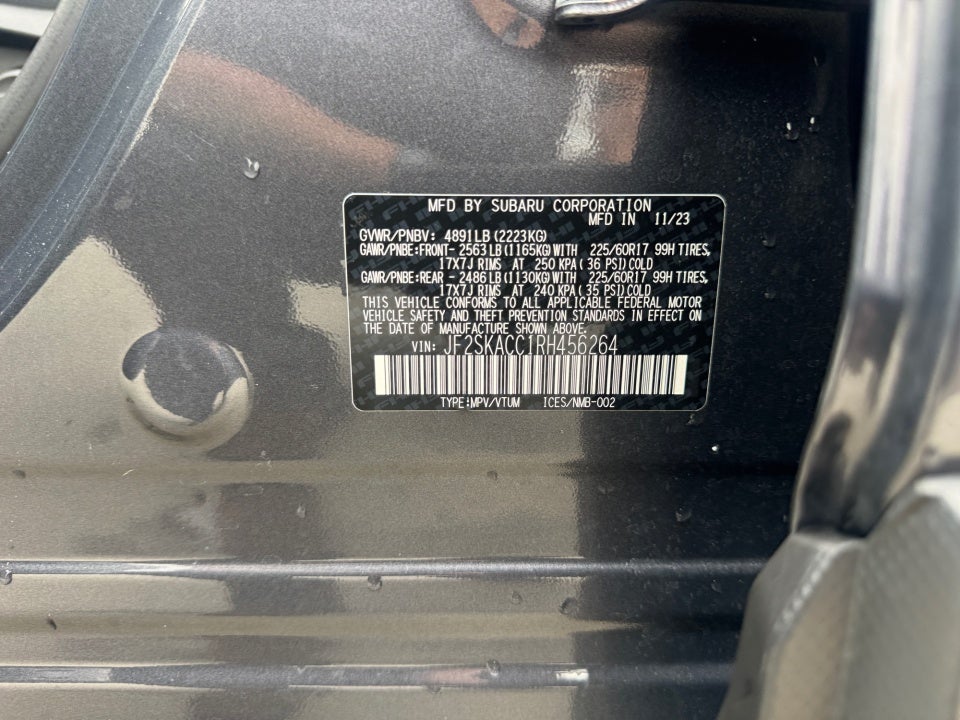 MFD BY SUBARU CORPORATION
MFD IN 11/23
GVWR/PNBV: 4891LB(2223KG)
GAWR/PNBE:FRONT- 2563LB(1165KG)WITH 225/60R17 99H TIRES,
17X7J RIMS AT 250 KPA( 36 PSI)COLD
GAWR/PNBE:REAR - 2486LB(1130KG)WITH 225/60R17 99H TIRES,
17X7J RIMS AT 240 KPA( 35 PSI)COLD
THIS VEHICLE CONFORMS TO ALL APPLICABLE FEDERAL MOTOR
VEHICLE SAFETY AND THEFT PREVENTION STANDARDS IN EFFECT ON
THE DATE OF MANUFACTURE SHOWN ABOVE.
VIN: JF2SKACC1RH456264
TYPE:MPV/VTUM ICES/NMB-002